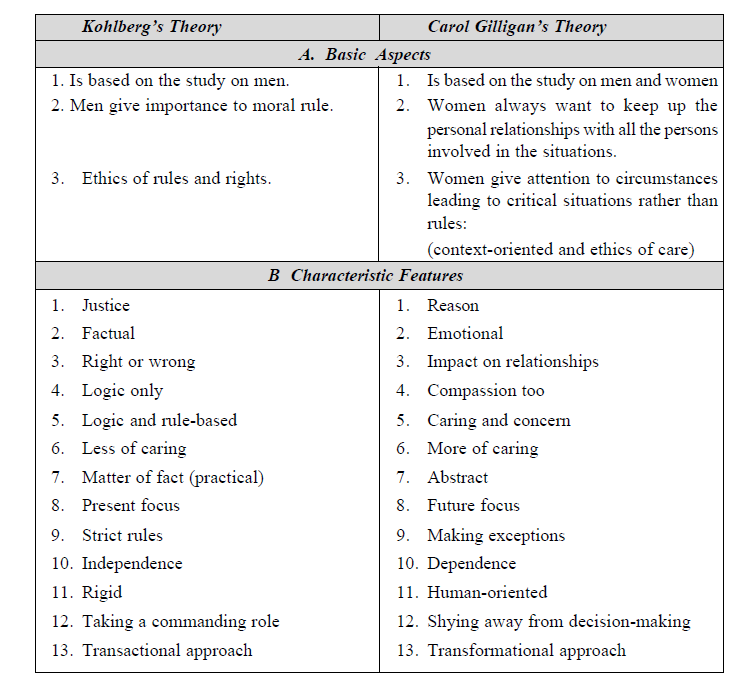 Kohlberg's Theory
Carol Gilligan's Theory
A. Basic Aspects
1. Is based on the study on men.
2. Men give importance to moral rule.
3. Ethics of rules and rights.
1. Is based on the study on men and women
2. Women always want to keep up the
personal relationships with all the persons
involved in the situations.
3. Women give attention to circumstances
leading to critical situations rather than
rules:
(context-oriented and ethics of care)
B Characteristic Features
1. Justice
2. Factual
3. Right or wrong
4. Logic only
5. Logic and rule-based
6. Less of caring
7. Matter of fact (practical)
8. Present focus
9. Strict rules
10. Independence
11. Rigid
12. Taking a commanding role
13. Transactional approach
1. Reason
2. Emotional
3. Impact on relationships
4. Compassion too
5. Caring and concern
6. More of caring
7. Abstract
8. Future focus
9. Making exceptions
10. Dependence
11. Human-oriented
12. Shying away from decision-making
13. Transformational approach